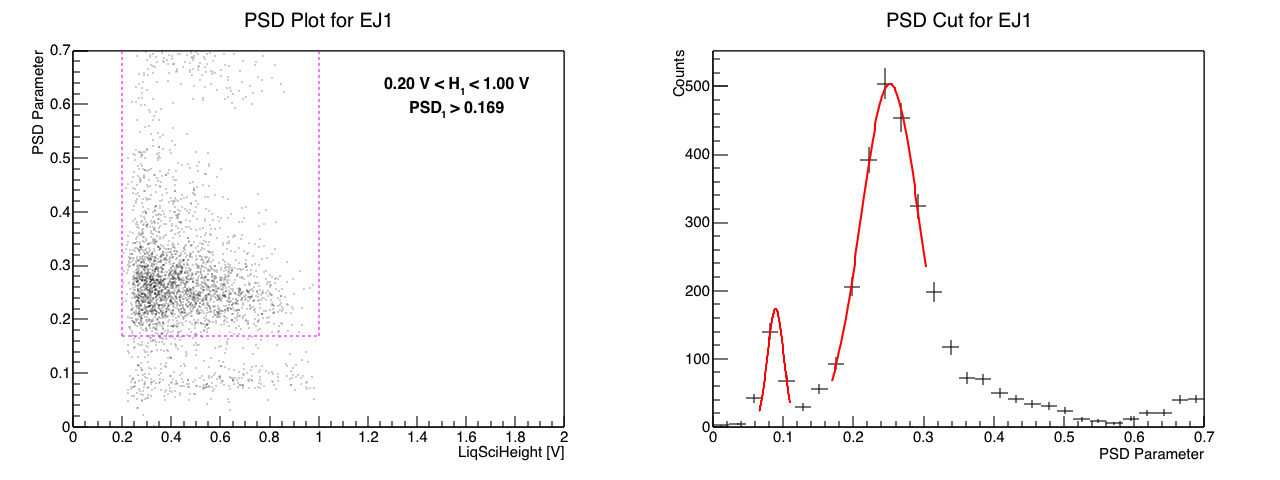 PSD Plot for EJ1
PSD Parameter
0.7
0.6
0.5
0.4
0.3
0.2
0.1
0
0.20 V < H₁ < 1.00 V
PSD₁ > 0.169
0 0.2 0.4 0.6 0.8 1 1.2 1.4 1.6 1.8 2
LiqSciHeight [V]
PSD Cut for EJ1
Counts
500
400
300
200
100
0
0 0.1 0.2 0.3 0.4 0.5 0.6 0.7
PSD Parameter